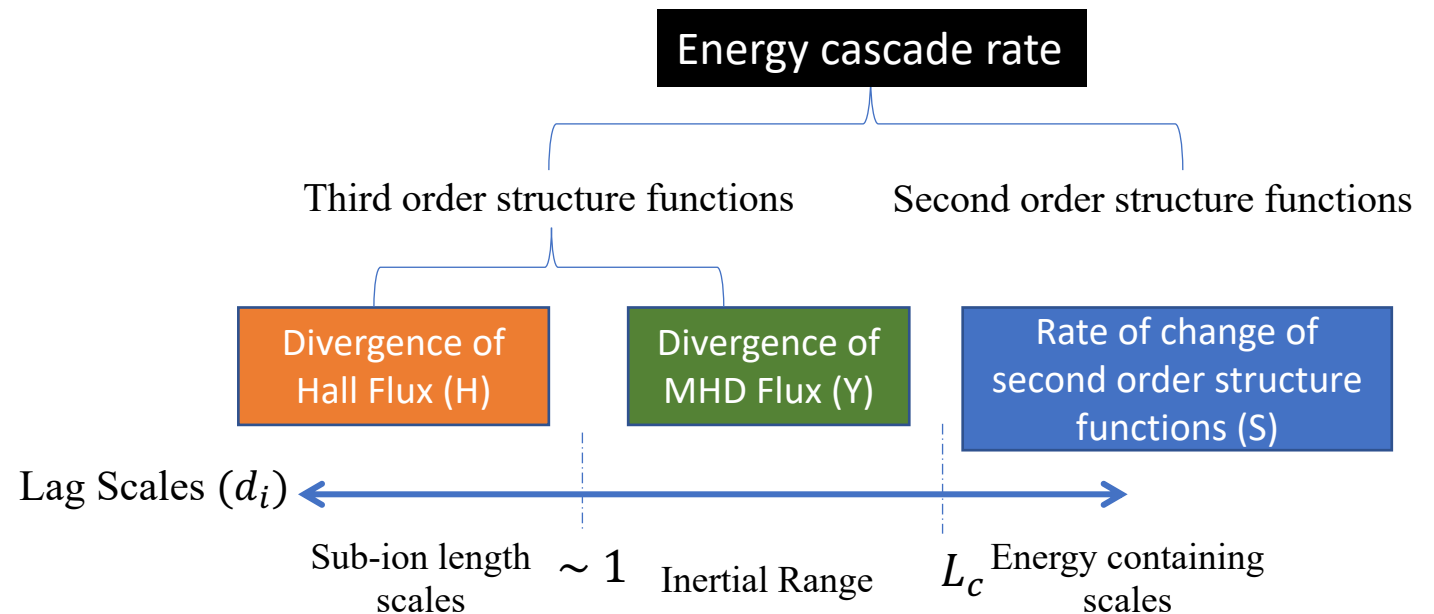 Energy cascade rate
Third order structure functions
Second order structure functions
Divergence of
Hall Flux (H)
Divergence of
MHD Flux (Y)
Rate of change of
second order structure
functions (S)
Lag Scales (d_i)
Sub-ion length
scales
~ 1
Inertial Range
L_c
Energy containing
scales